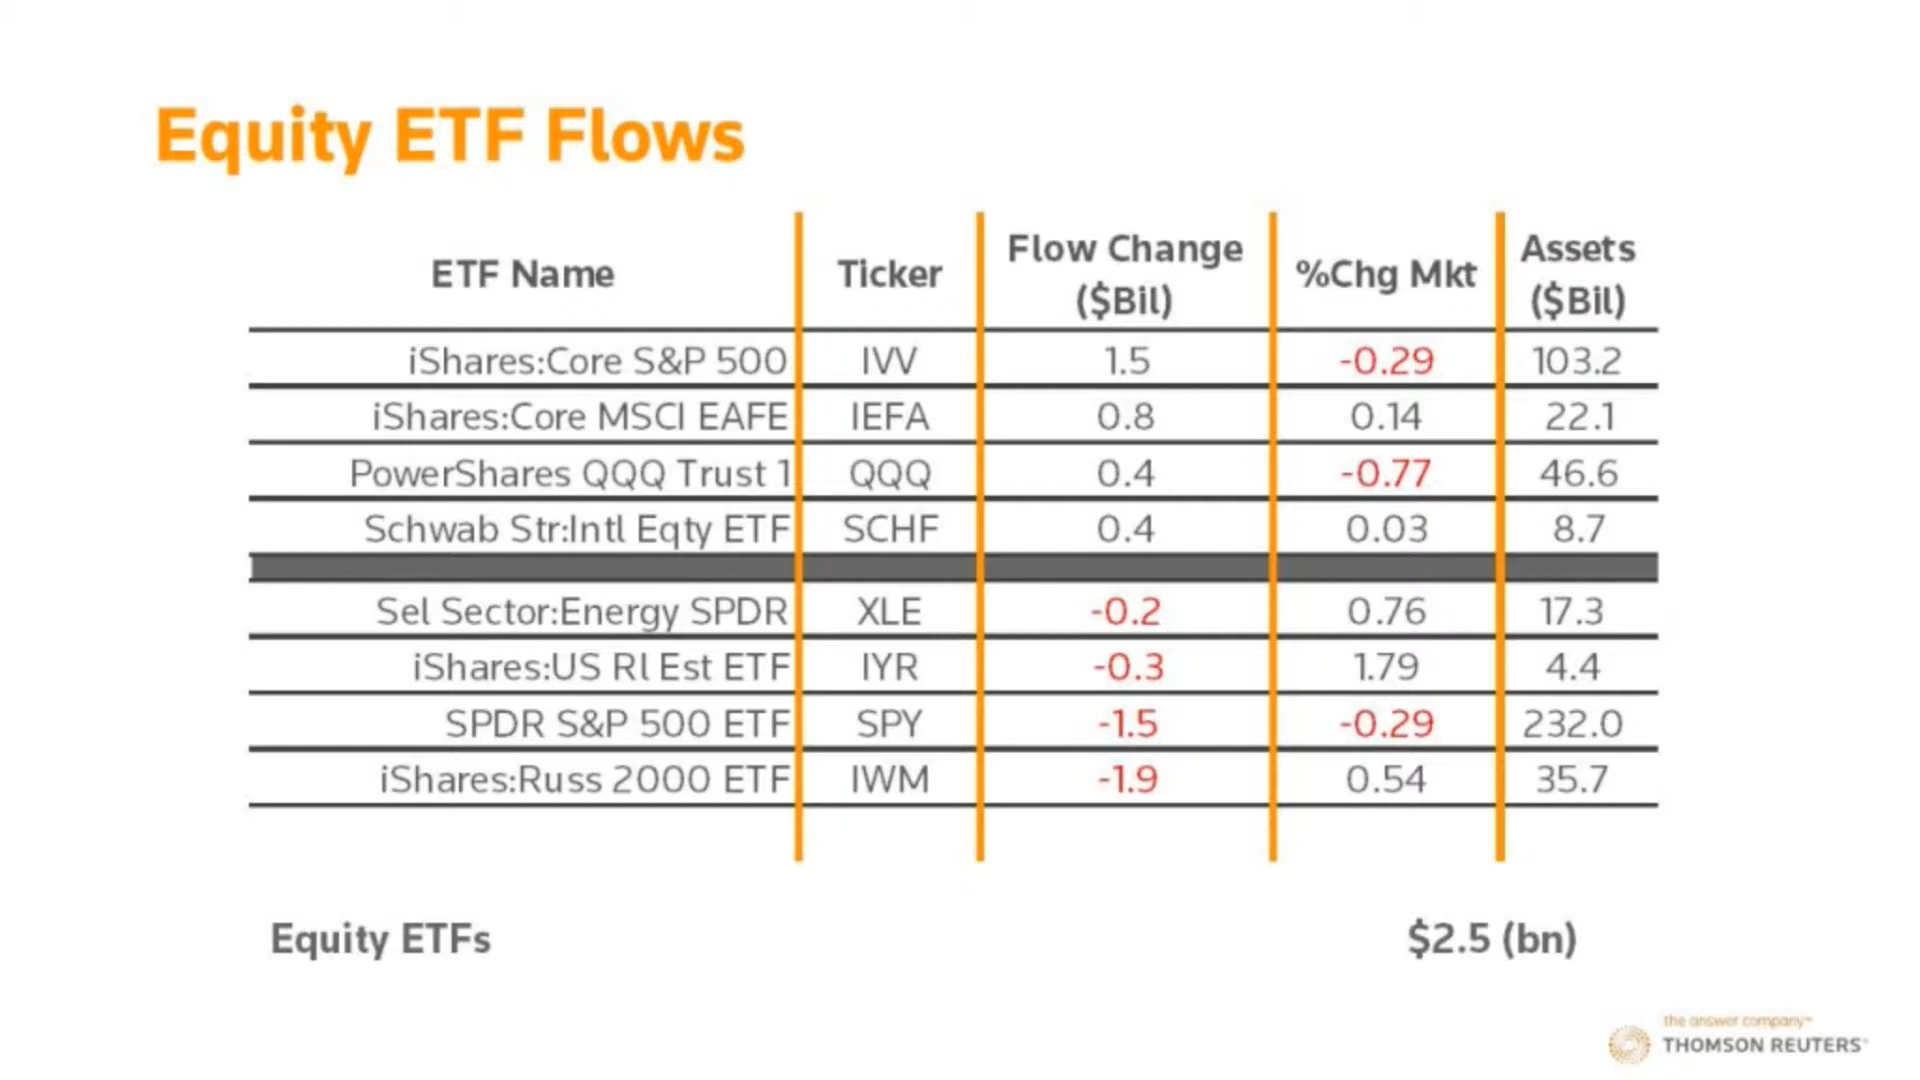 Equity ETF Flows
ETF Name Ticker Flow Change ($Bil) %Chg Mkt Assets ($Bil)
iShares:Core S&P 500 IVV 1.5 -0.29 103.2
iShares:Core MSCI EAFE IEFA 0.8 0.14 22.1
PowerShares QQQ Trust 1 QQQ 0.4 -0.77 46.6
Schwab Str:Intl Eqty ETF SCHF 0.4 0.03 8.7
Sel Sector:Energy SPDR XLE -0.2 0.76 17.3
iShares:US Rl Est ETF IYR -0.3 1.79 4.4
SPDR S&P 500 ETF SPY -1.5 -0.29 232.0
iShares:Russ 2000 ETF IWM -1.9 0.54 35.7
Equity ETFs $2.5 (bn)
the answer company™
THOMSON REUTERS®